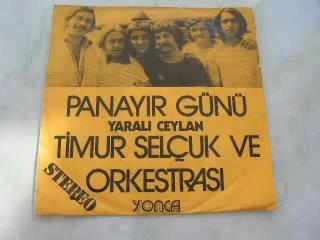 PANAYIR GÜNÜ
YARALI CEYLAN
TİMUR SELÇUK VE
ORKESTRASI
STEREO
YONCA